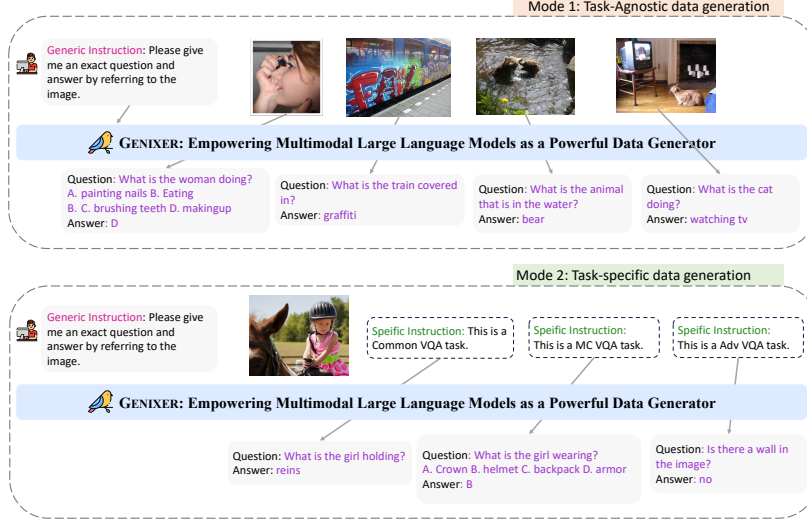 Mode 1: Task-Agnostic data generation
Generic Instruction: Please give
me an exact question and
answer by referring to the
image.
GENIXER: Empowering Multimodal Large Language Models as a Powerful Data Generator
Question: What is the woman doing?
A. painting nails B. Eating
B. C. brushing teeth D. makingup
Answer: D
Question: What is the train covered
in?
Answer: graffiti
Question: What is the animal
that is in the water?
Answer: bear
Question: What is the cat
doing?
Answer: watching tv
Mode 2: Task-specific data generation
Generic Instruction: Please give
me an exact question and
answer by referring to the
image.
Speific Instruction: This is a
Common VQA task.
Speific Instruction:
This is a MC VQA task.
Speific Instruction:
This is a Adv VQA task.
GENIXER: Empowering Multimodal Large Language Models as a Powerful Data Generator
Question: What is the girl holding?
Answer: reins
Question: What is the girl wearing?
A. Crown B. helmet C. backpack D. armor
Answer: B
Question: Is there a wall in
the image?
Answer: no